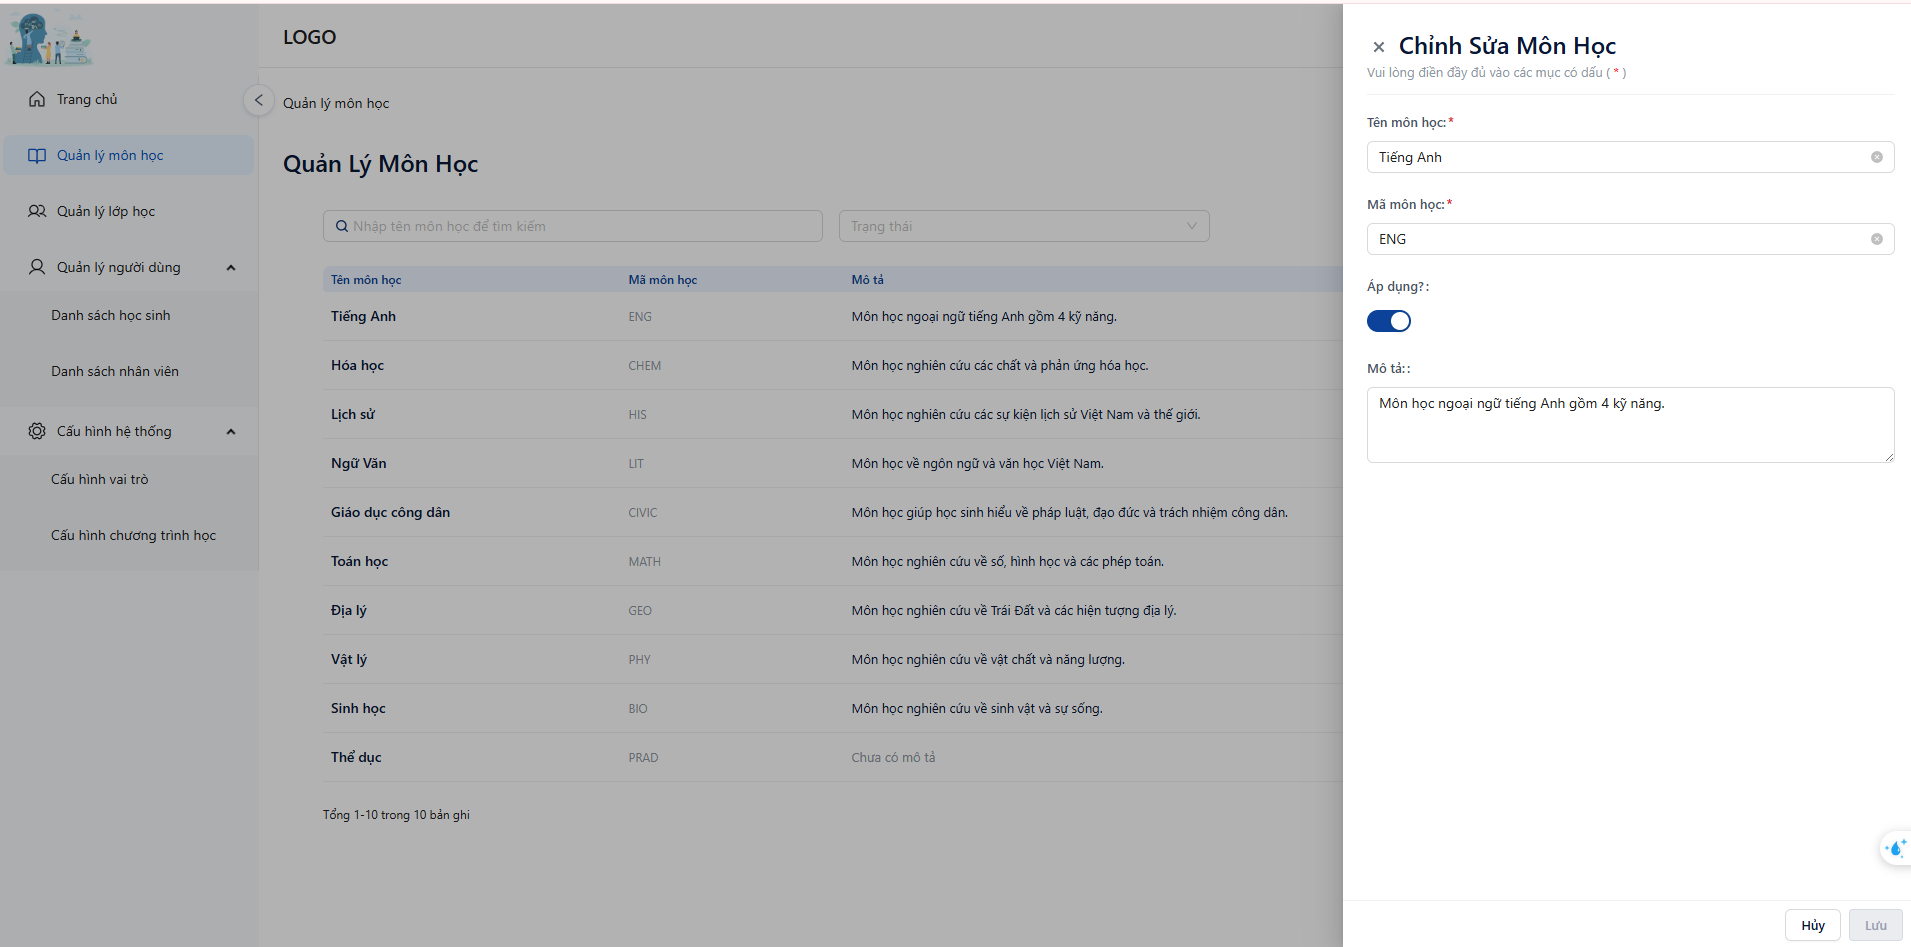 LOGO
Trang chủ
Quản lý môn học
Quản lý lớp học
Quản lý người dùng
Danh sách học sinh
Danh sách nhân viên
Cấu hình hệ thống
Cấu hình vai trò
Cấu hình chương trình học
Quản lý môn học
Quản Lý Môn Học
Nhập tên môn học để tìm kiếm
Trạng thái
Tên môn học Mã môn học Mô tả
Tiếng Anh ENG Môn học ngoại ngữ tiếng Anh gồm 4 kỹ năng.
Hóa học CHEM Môn học nghiên cứu các chất và phản ứng hóa học.
Lịch sử HIS Môn học nghiên cứu các sự kiện lịch sử Việt Nam và thế giới.
Ngữ Văn LIT Môn học về ngôn ngữ và văn học Việt Nam.
Giáo dục công dân CIVIC Môn học giúp học sinh hiểu về pháp luật, đạo đức và trách nhiệm công dân.
Toán học MATH Môn học nghiên cứu về số, hình học và các phép toán.
Địa lý GEO Môn học nghiên cứu về Trái Đất và các hiện tượng địa lý.
Vật lý PHY Môn học nghiên cứu về vật chất và năng lượng.
Sinh học BIO Môn học nghiên cứu về sinh vật và sự sống.
Thể dục PRAD Chưa có mô tả
Tổng 1-10 trong 10 bản ghi
Chỉnh Sửa Môn Học
Vui lòng điền đầy đủ vào các mục có dấu ( * )
Tên môn học: *
Tiếng Anh
Mã môn học: *
ENG
Áp dụng? :
Mô tả: :
Môn học ngoại ngữ tiếng Anh gồm 4 kỹ năng.
Hủy
Lưu